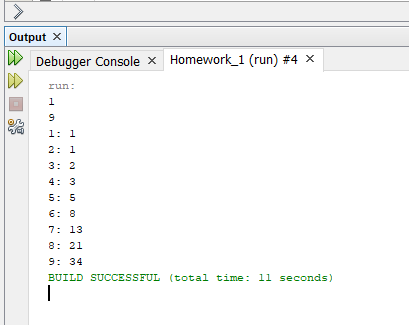 Output ×
Debugger Console × Homework_1 (run) #4 ×
run:
1
9
1: 1
2: 1
3: 2
4: 3
5: 5
6: 8
7: 13
8: 21
9: 34
BUILD SUCCESSFUL (total time: 11 seconds)